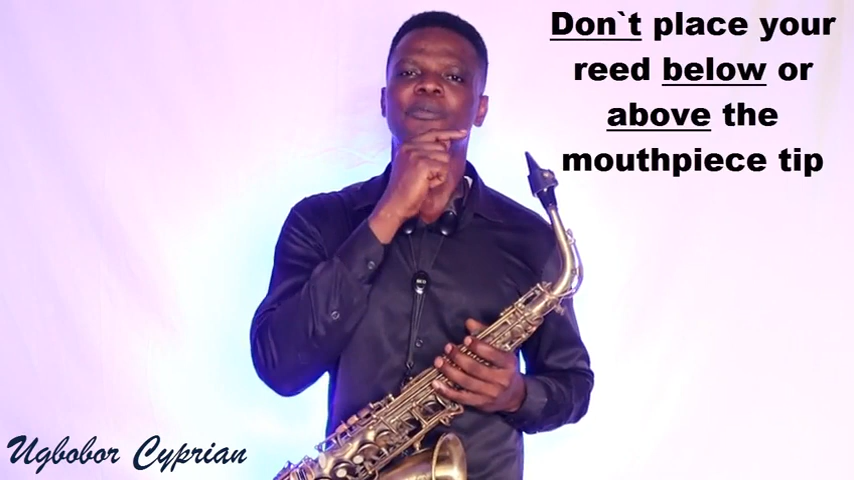 Don`t place your
reed below or
above the
mouthpiece tip
Ugbobor Cyprian